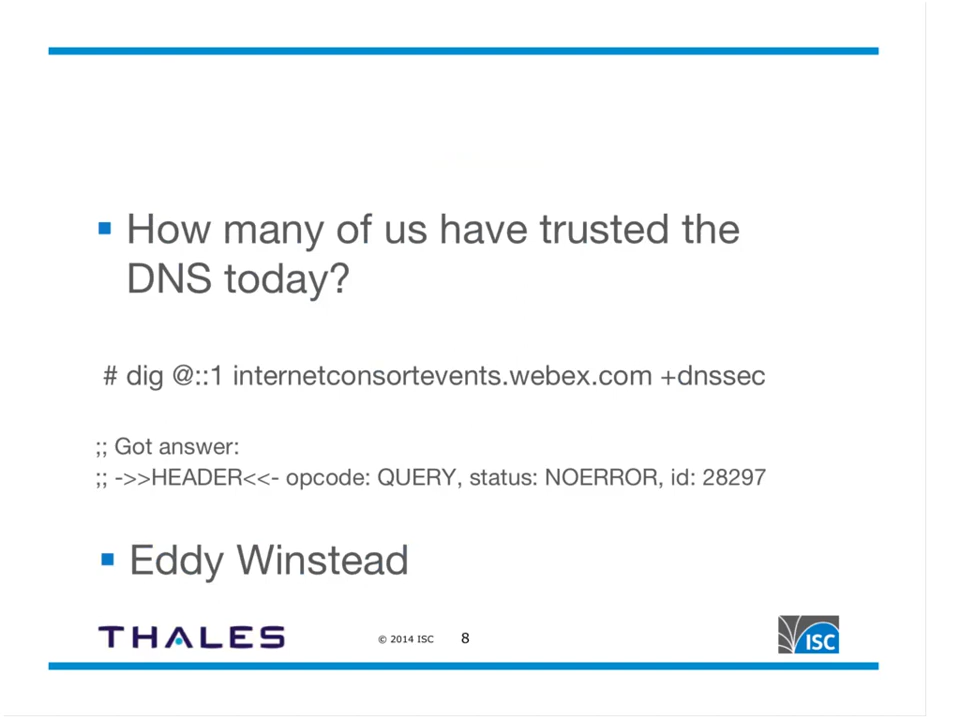 How many of us have trusted the
DNS today?
# dig @::1 internetconsortevents.webex.com +dnssec
;; Got answer:
;; ->>HEADER<<- opcode: QUERY, status: NOERROR, id: 28297
Eddy Winstead
THALES
© 2014 ISC
8
ISC